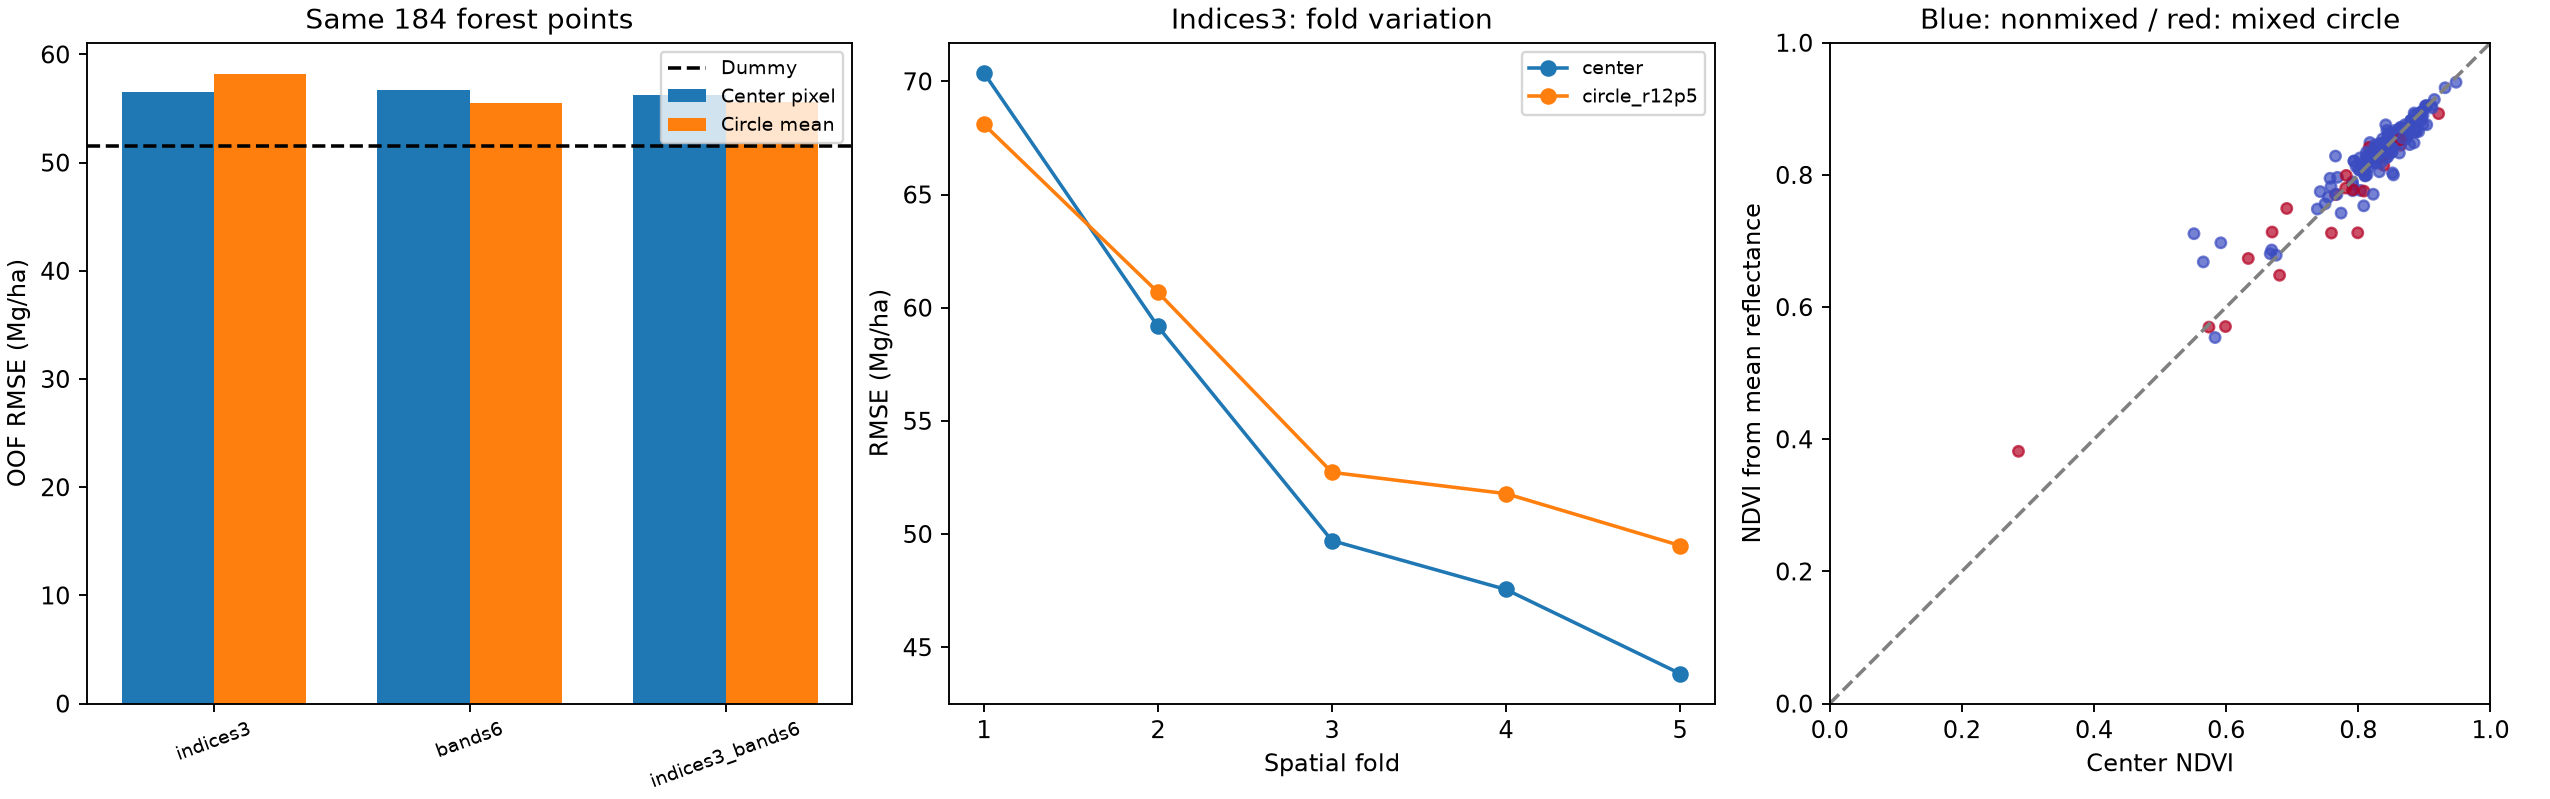 Same 184 forest points
OOF RMSE (Mg/ha)
60
50
40
30
20
10
0
Dummy
Center pixel
Circle mean
indices3
bands6
indices3_bands6
Indices3: fold variation
RMSE (Mg/ha)
70
65
60
55
50
45
center
circle_r12p5
1
2
3
4
5
Spatial fold
Blue: nonmixed / red: mixed circle
NDVI from mean reflectance
1.0
0.8
0.6
0.4
0.2
0.0
0.0
0.2
0.4
0.6
0.8
1.0
Center NDVI